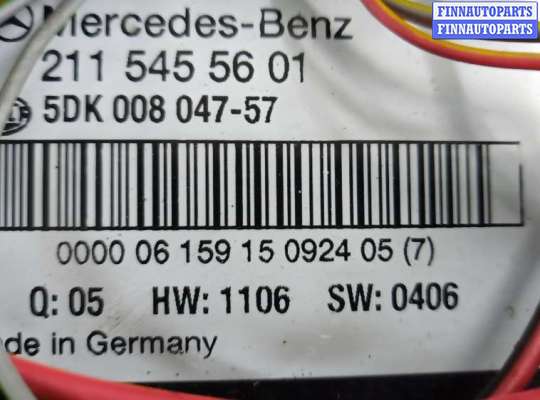 FINNAUTOPARTS
FINNAUTOPARTS
Mercedes-Benz
211 545 56 01
5DK 008 047-57
0000 06 159 15 0924 05 (7)
Q: 05 HW: 1106 SW: 0406
de in Germany